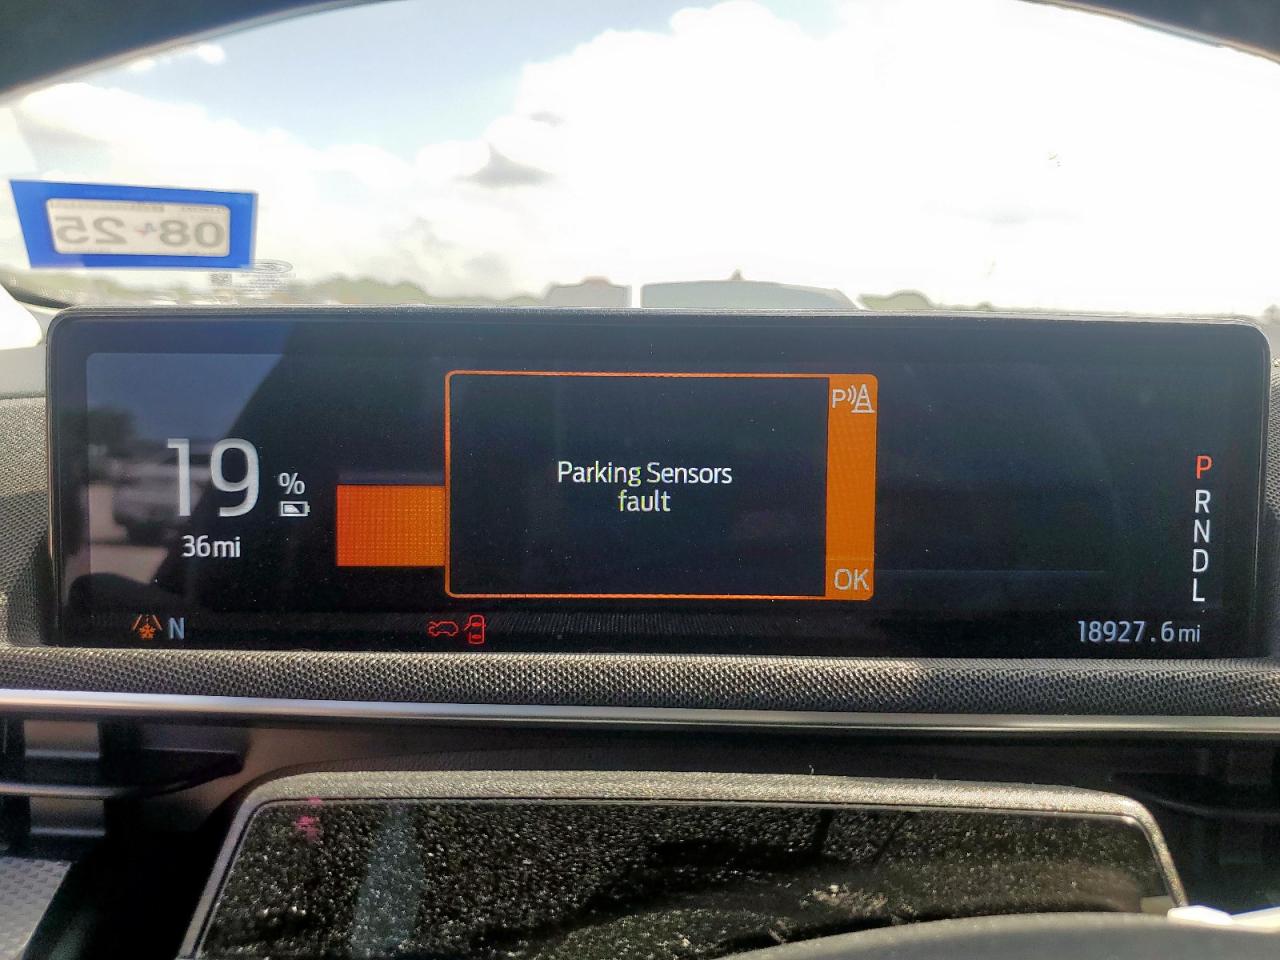 08 25
P
Parking Sensors
fault
OK
19 %
36mi
P
R
N
D
L
N
18927.6mi